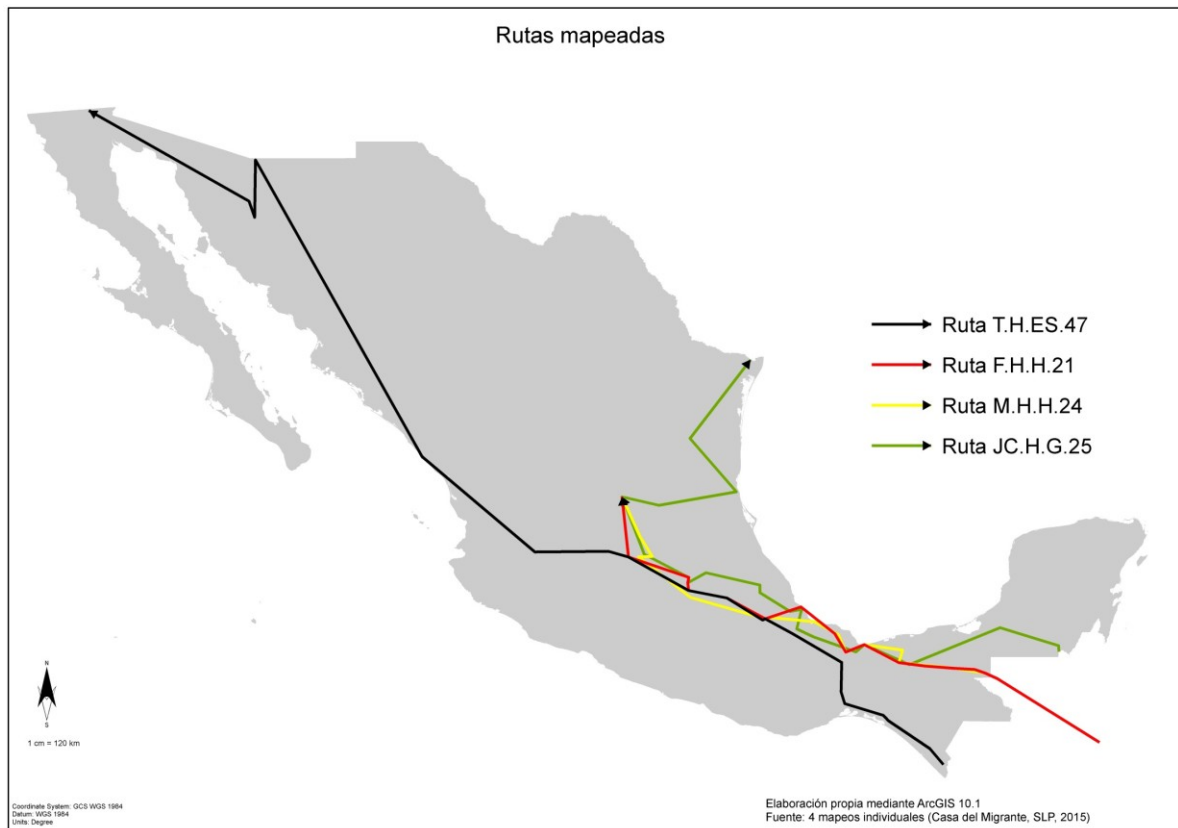 Rutas mapeadas
Ruta T.H.ES.47
Ruta F.H.H.21
Ruta M.H.H.24
Ruta JC.H.G.25
N
S
1 cm = 120 km
Coordinate System: GCS WGS 1984
Datum: WGS 1984
Units: Degree
Elaboración propia mediante ArcGIS 10.1
Fuente: 4 mapeos individuales (Casa del Migrante, SLP, 2015)